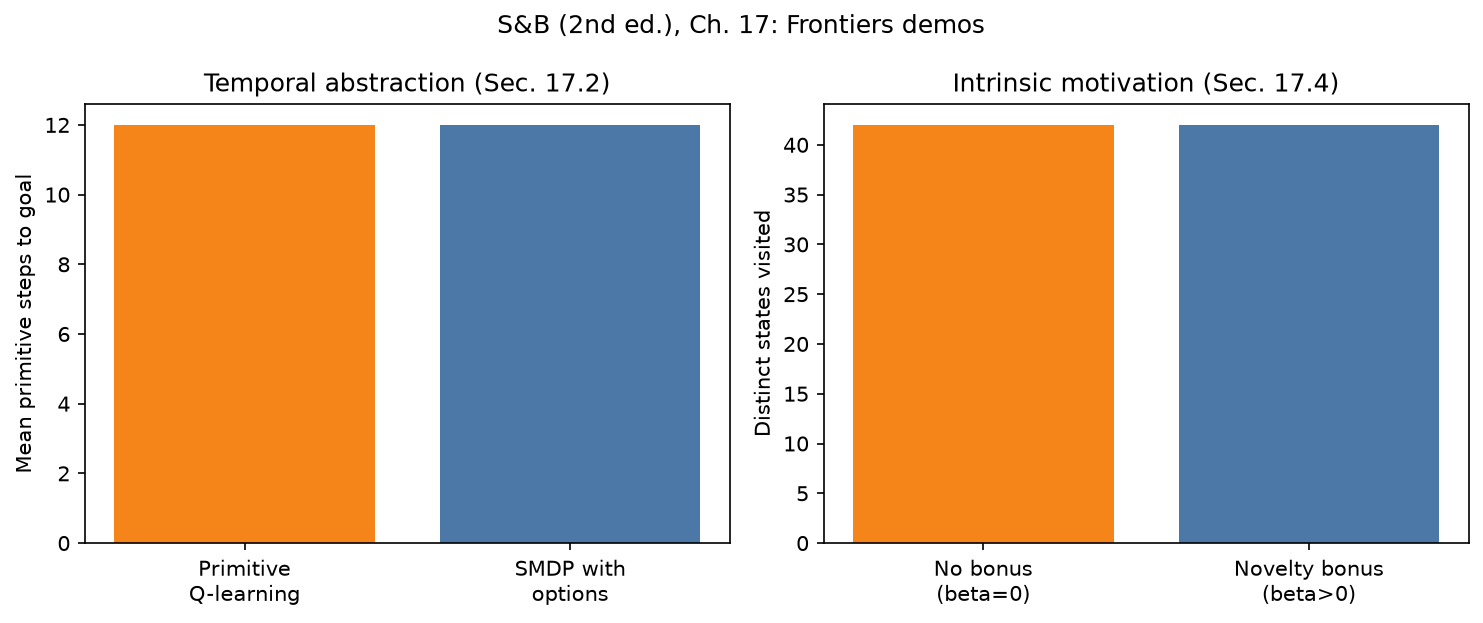 S&B (2nd ed.), Ch. 17: Frontiers demos
Temporal abstraction (Sec. 17.2)
Mean primitive steps to goal
12
10
8
6
4
2
0
Primitive
Q-learning
SMDP with
options
Intrinsic motivation (Sec. 17.4)
Distinct states visited
40
35
30
25
20
15
10
5
0
No bonus
(beta=0)
Novelty bonus
(beta>0)